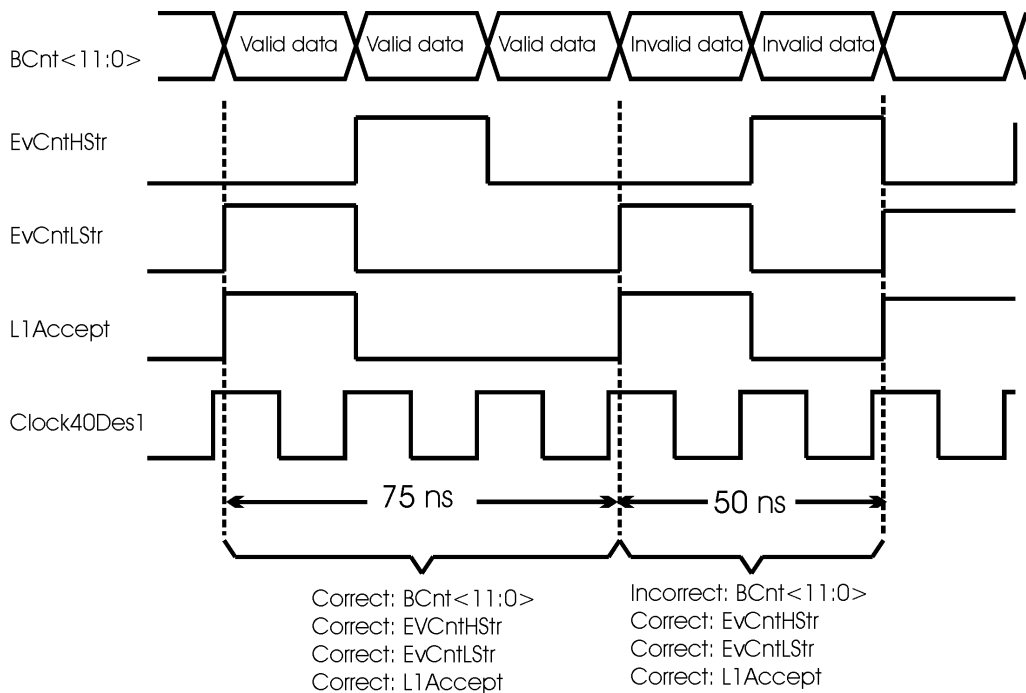 BCnt<11:0>
Valid data
Valid data
Valid data
Invalid data
Invalid data
EvCntHStr
EvCntLStr
L1Accept
Clock40Des1
75 ns
50 ns
Correct: BCnt<11:0>
Correct: EVCntHStr
Correct: EvCntLStr
Correct: L1Accept
Incorrect: BCnt<11:0>
Correct: EvCntHStr
Correct: EvCntLStr
Correct: L1Accept